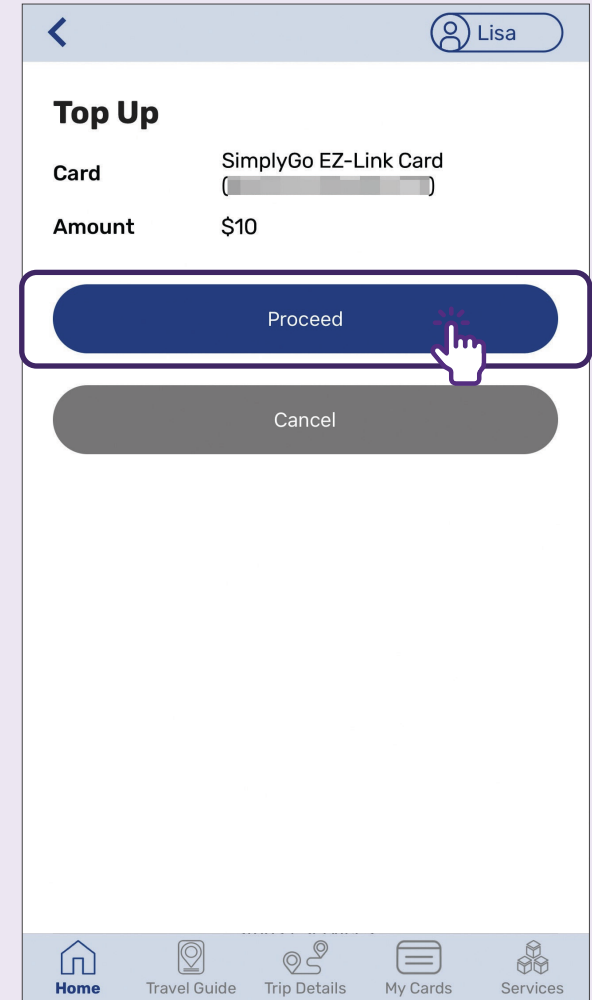 Lisa
Top Up
Card
SimplyGo EZ-Link Card
(
)
Amount
$10
Proceed
Cancel
Home
Travel Guide
Trip Details
My Cards
Services